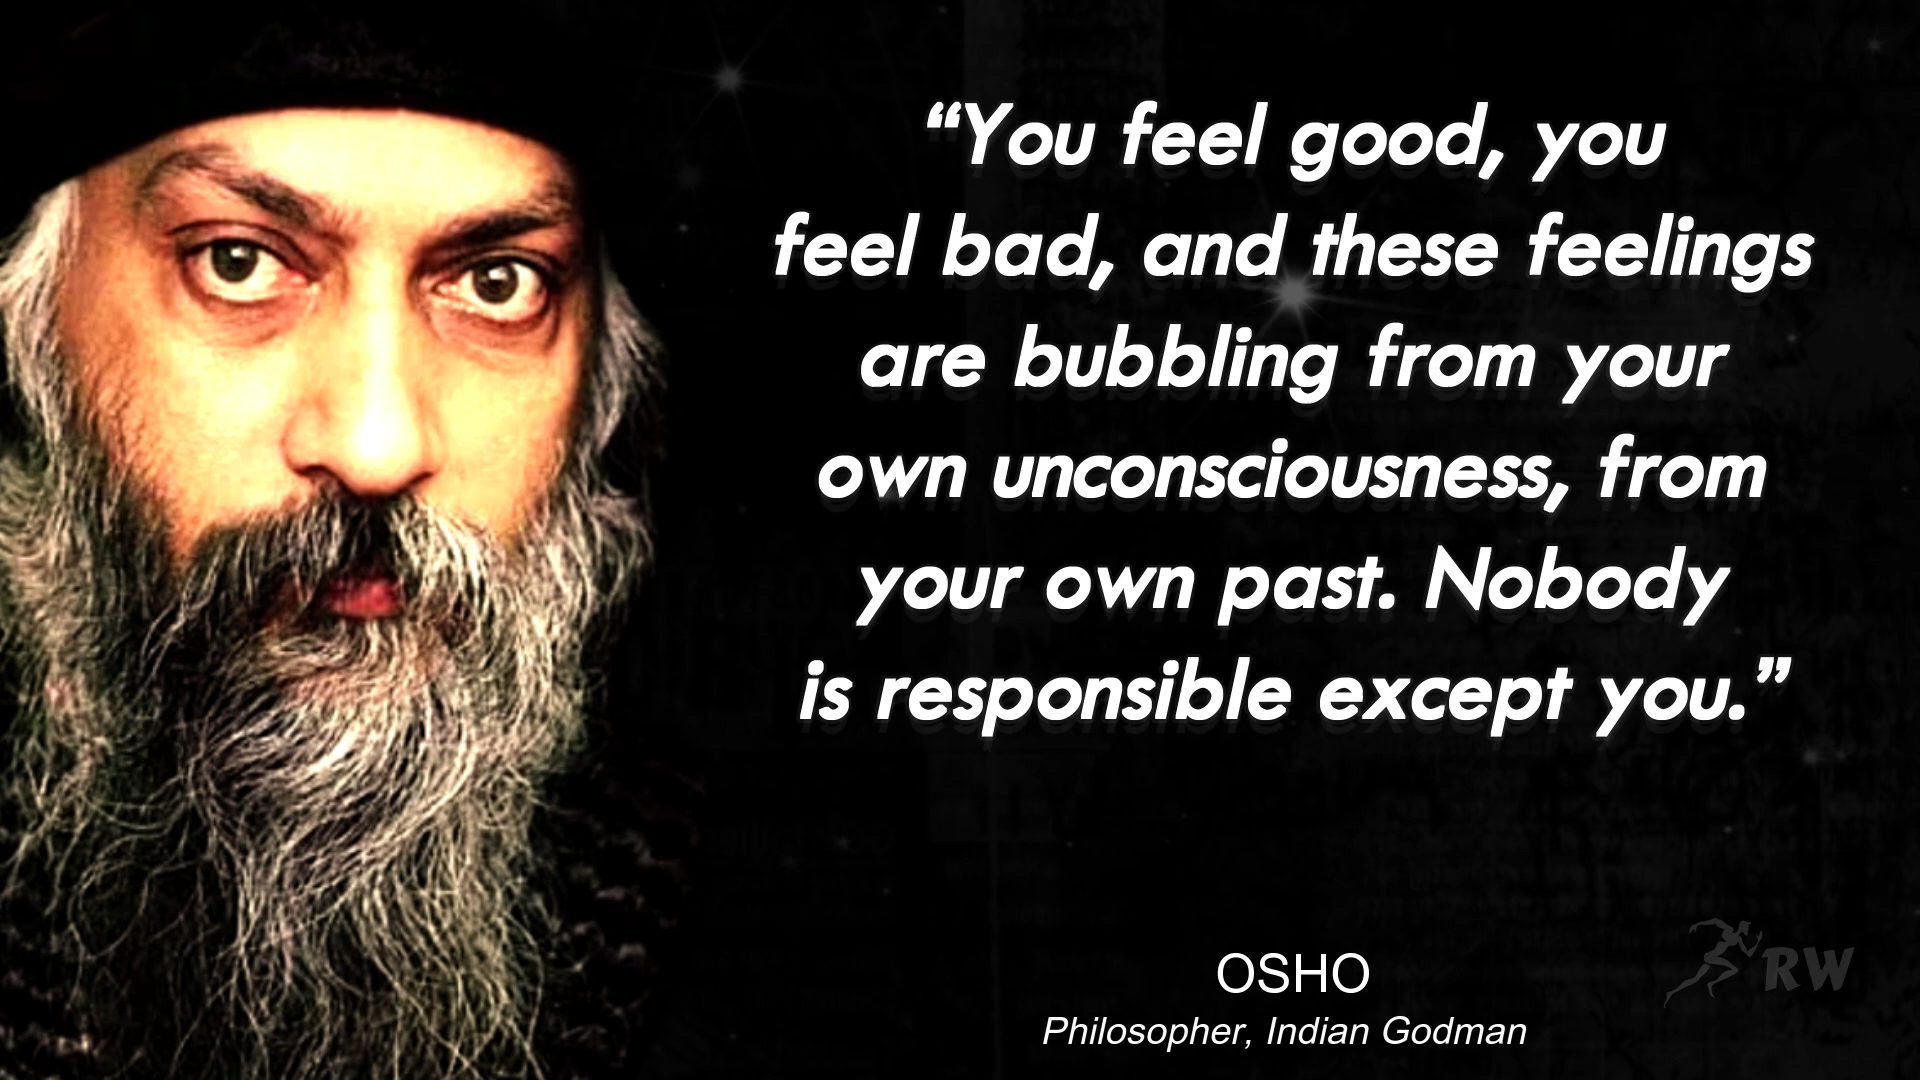 “You feel good, you
feel bad, and these feelings
are bubbling from your
own unconsciousness, from
your own past. Nobody
is responsible except you.”
OSHO
RW
Philosopher, Indian Godman